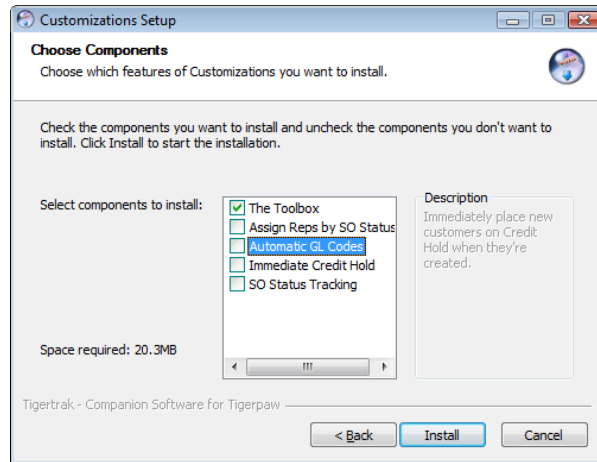 Customizations Setup
Choose Components
Choose which features of Customizations you want to install.
Check the components you want to install and uncheck the components you don't want to
install. Click Install to start the installation.
Select components to install:
The Toolbox
Assign Reps by SO Status
Automatic GL Codes
Immediate Credit Hold
SO Status Tracking
Description
Immediately place new
customers on Credit
Hold when they're
created.
Space required: 20.3MB
Tigertrak - Companion Software for Tigerpaw
< Back
Install
Cancel